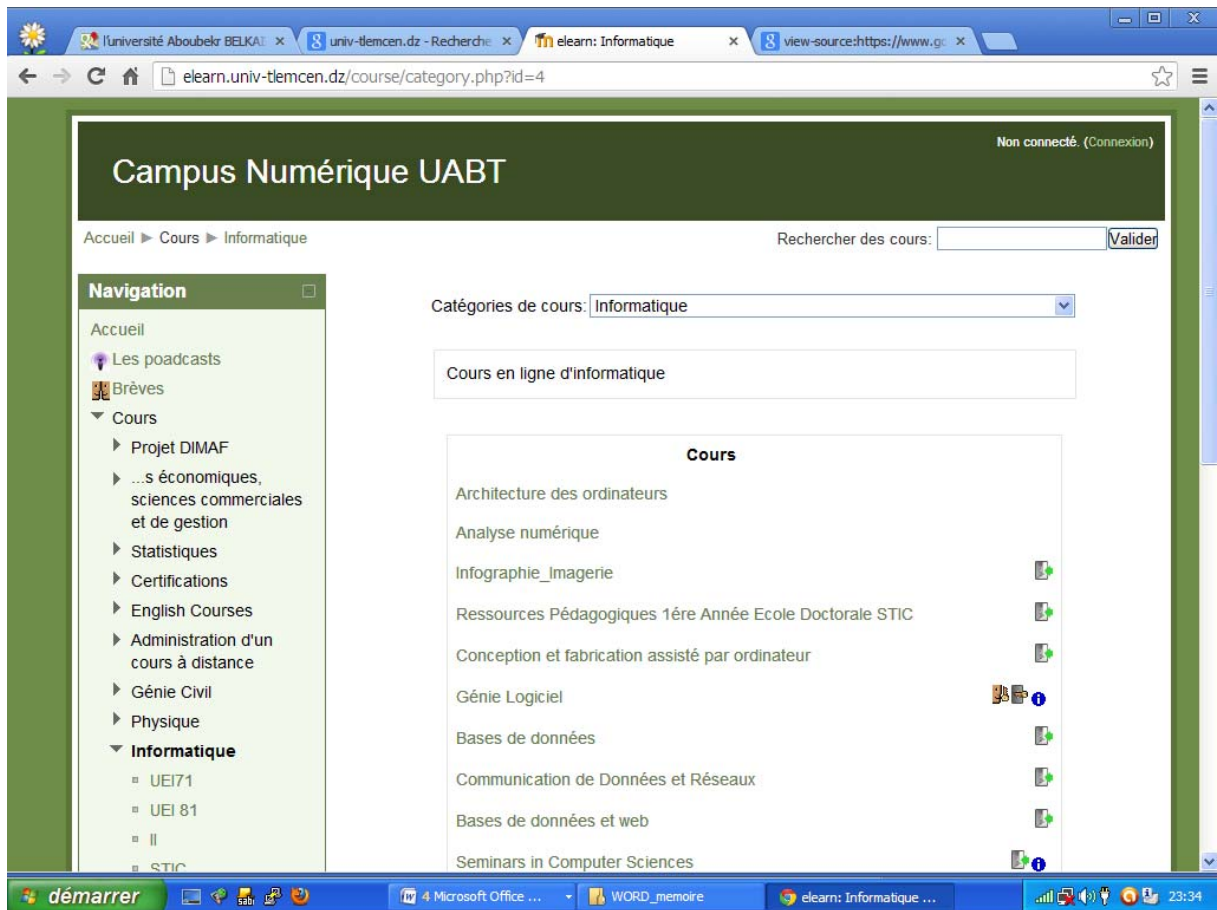 l'université Aboubekr BELKAI
univ-tlemcen.dz - Recherche
elearn: Informatique
view-source:https://www.go
elearn.univ-tlemcen.dz/course/category.php?id=4
Campus Numérique UABT
Non connecté. (Connexion)
Accueil ► Cours ► Informatique
Rechercher des cours:
Valider
Navigation
Accueil
Les poadcasts
Brèves
Cours
Projet DIMAF
...s économiques,
sciences commerciales
et de gestion
Statistiques
Certifications
English Courses
Administration d'un
cours à distance
Génie Civil
Physique
Informatique
UEI71
UEI 81
II
STIC
Catégories de cours: Informatique
Cours en ligne d'informatique
Cours
Architecture des ordinateurs
Analyse numérique
Infographie_Imagerie
Ressources Pédagogiques 1ére Année Ecole Doctorale STIC
Conception et fabrication assisté par ordinateur
Génie Logiciel
Bases de données
Communication de Données et Réseaux
Bases de données et web
Seminars in Computer Sciences
démarrer
4 Microsoft Office ...
WORD_memoire
elearn: Informatique ...
23:34